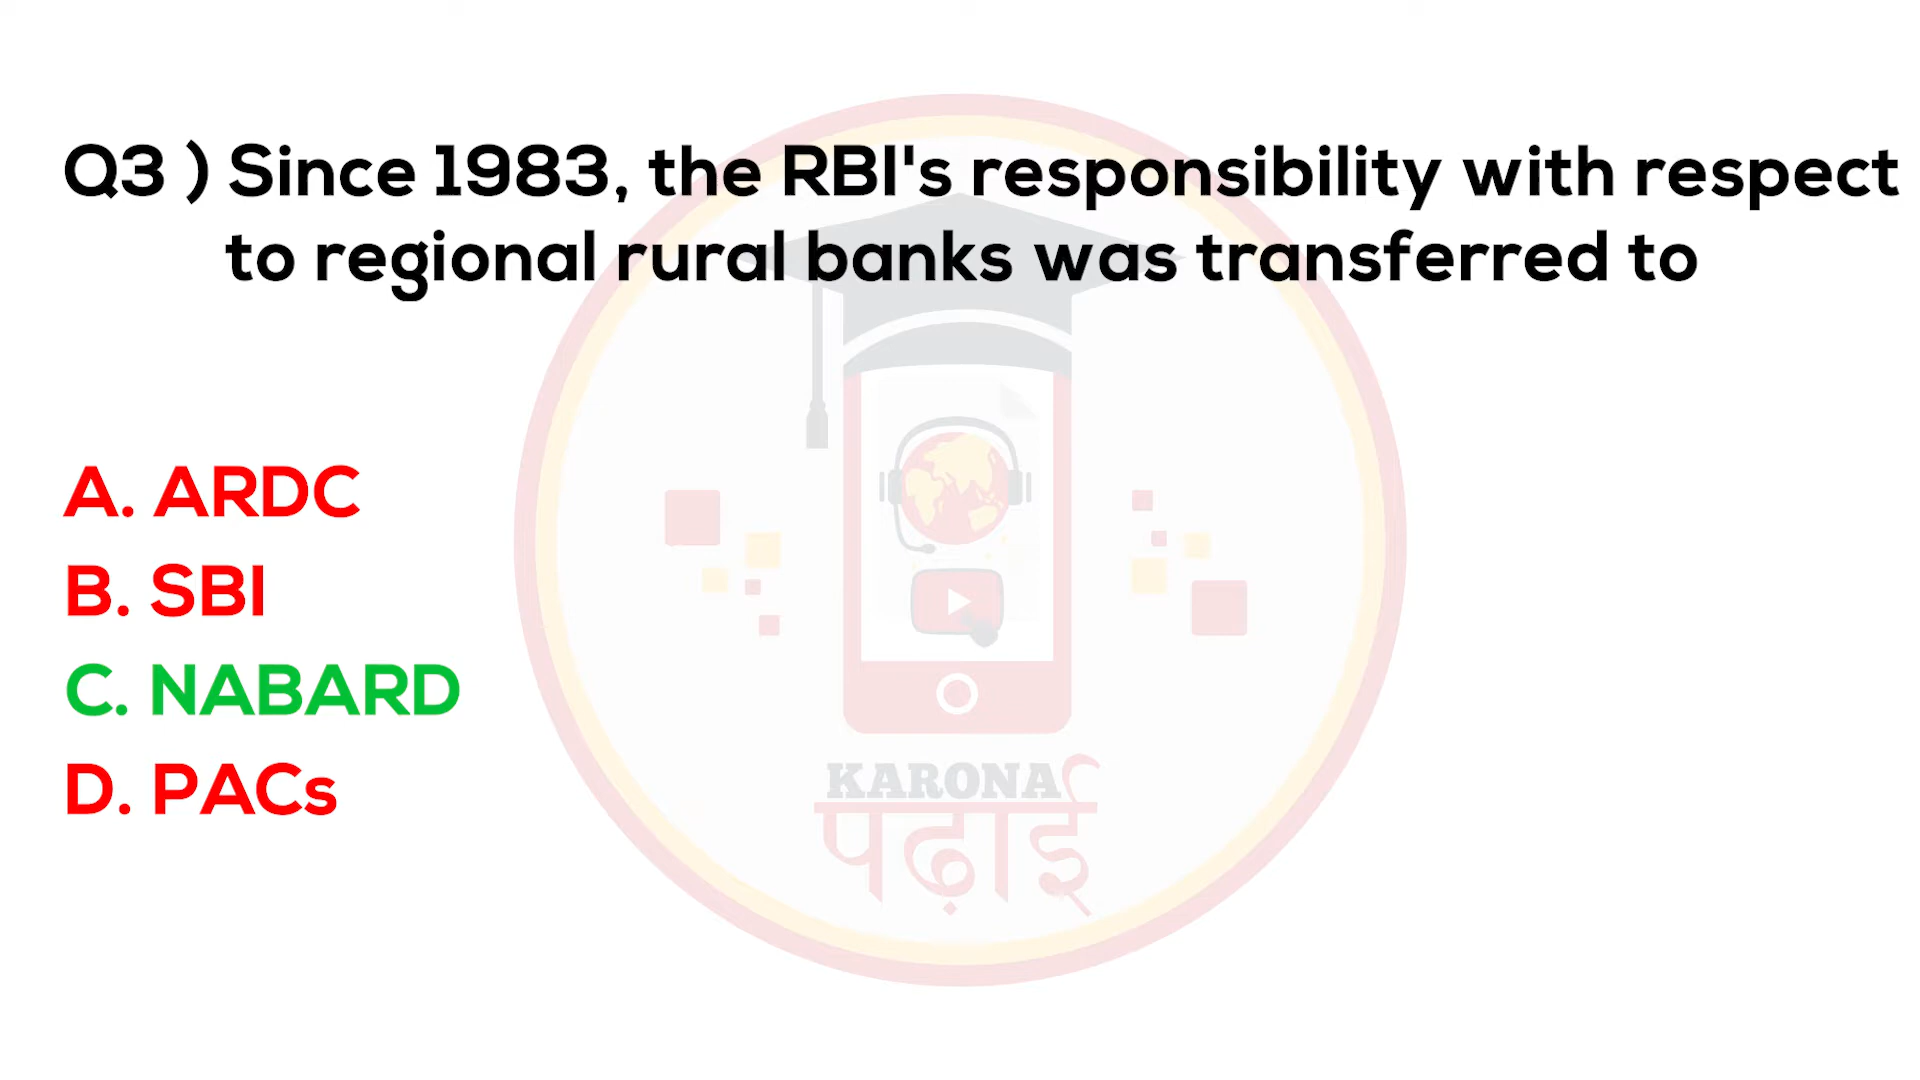 Q3 ) Since 1983, the RBI's responsibility with respect
to regional rural banks was transferred to
A. ARDC
B. SBI
C. NABARD
D. PACs
KARONA
पढ़ाई